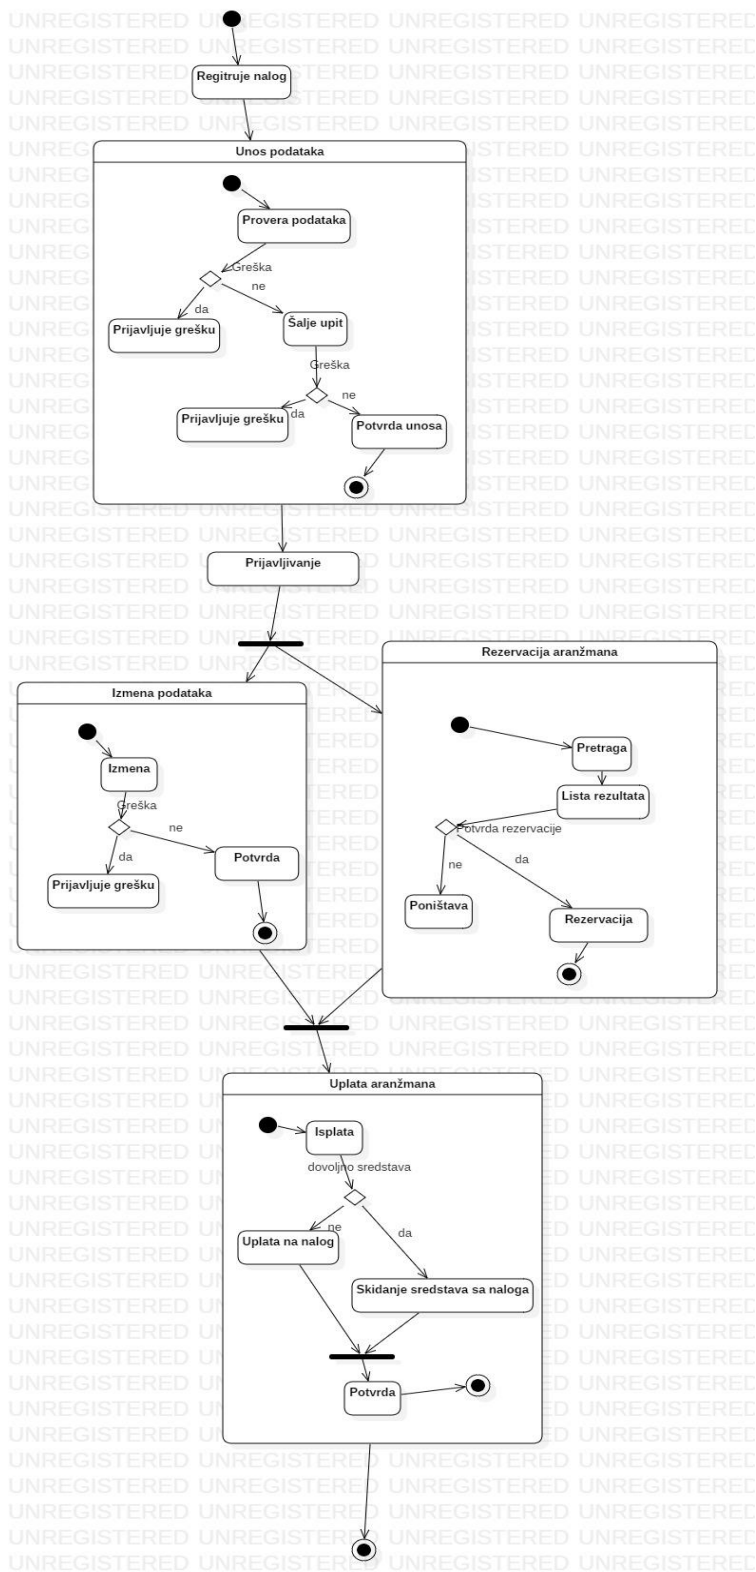 Regitruje nalog
Unos podataka
Provera podataka
Greška
ne
da
Prijavljuje grešku
Šalje upit
Greška
ne
da
Prijavljuje grešku
Potvrda unosa
Prijavljivanje
Rezervacija aranžmana
Izmena podataka
Pretraga
Izmena
Lista rezultata
Greška
Potvrda rezervacije
ne
da
da
ne
Potvrda
Prijavljuje grešku
Poništava
Rezervacija
Uplata aranžmana
Isplata
dovoljno sredstava
ne
da
Uplata na nalog
Skidanje sredstava sa naloga
Potvrda
UNREGISTERED